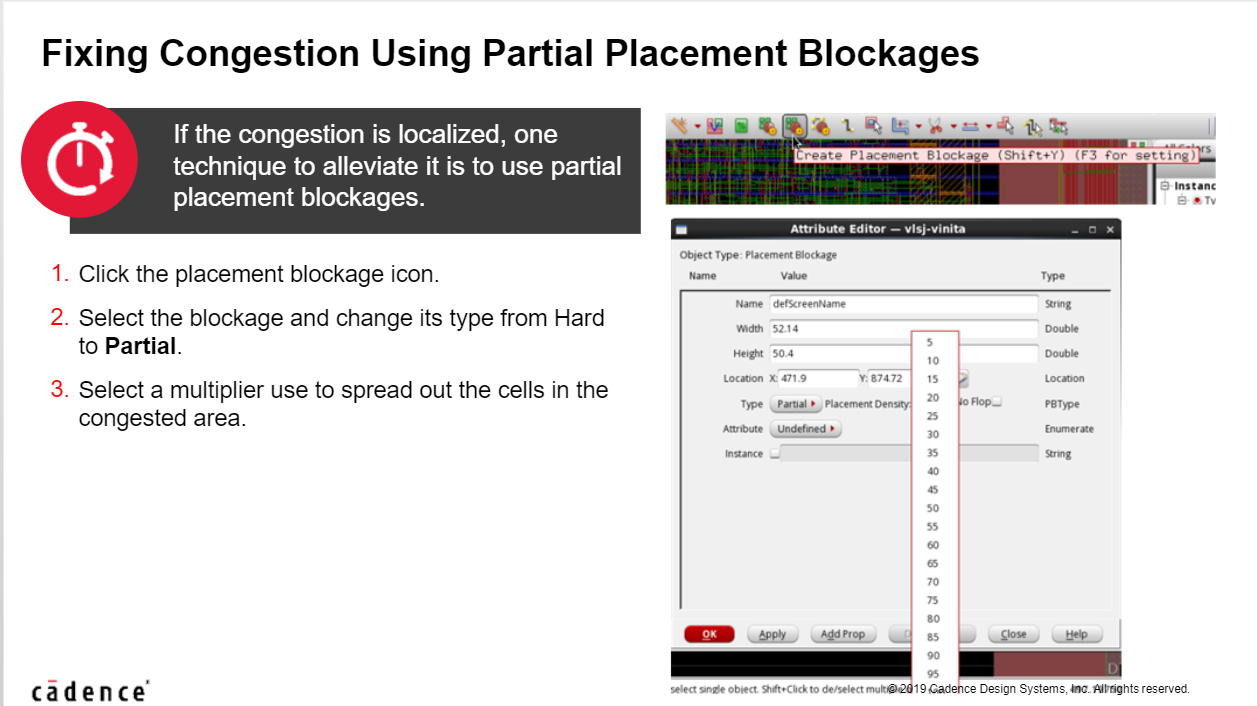 Fixing Congestion Using Partial Placement Blockages
If the congestion is localized, one
technique to alleviate it is to use partial
placement blockages.
1. Click the placement blockage icon.
2. Select the blockage and change its type from Hard
to Partial.
3. Select a multiplier use to spread out the cells in the
congested area.
Create Placement Blockage (Shift+Y) (F3 for setting)
Instanc
Attribute Editor — vlsj-vinita
Object Type: Placement Blockage
Name Value Type
Name defScreenName String
Width 52.14 Double
Height 50.4 Double
Location X: 471.9 Y: 874.72 Location
Type Partial Placement Density: No Flop PBType
Attribute Undefined Enumerate
Instance String
5
10
15
20
25
30
35
40
45
50
55
60
65
70
75
80
85
90
95
OK Apply Add Prop Close Help
select single object. Shift+Click to de/select
© 2019 Cadence Design Systems, Inc. All rights reserved.
cādence